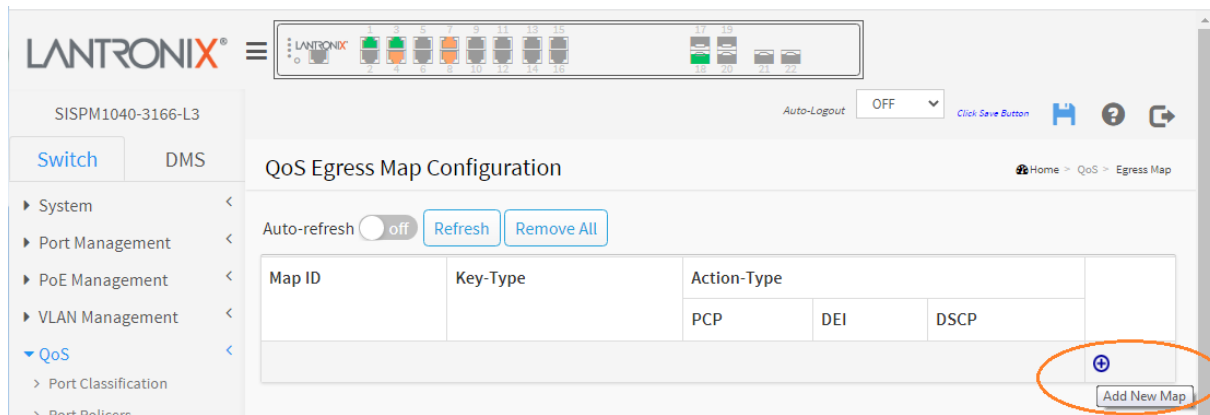 1 3 5 7 9 11 13 15 17 19
LANTRONIX®
LANTRONIX
2 4 6 8 10 12 14 16 18 20 21 22
SISPM1040-3166-L3
Auto-Logout OFF Click Save Button
Switch DMS
QoS Egress Map Configuration
Home > QoS > Egress Map
System
Port Management
PoE Management
VLAN Management
QoS
Port Classification
Port Policers
Auto-refresh off Refresh Remove All
Map ID Key-Type Action-Type
PCP DEI DSCP
Add New Map